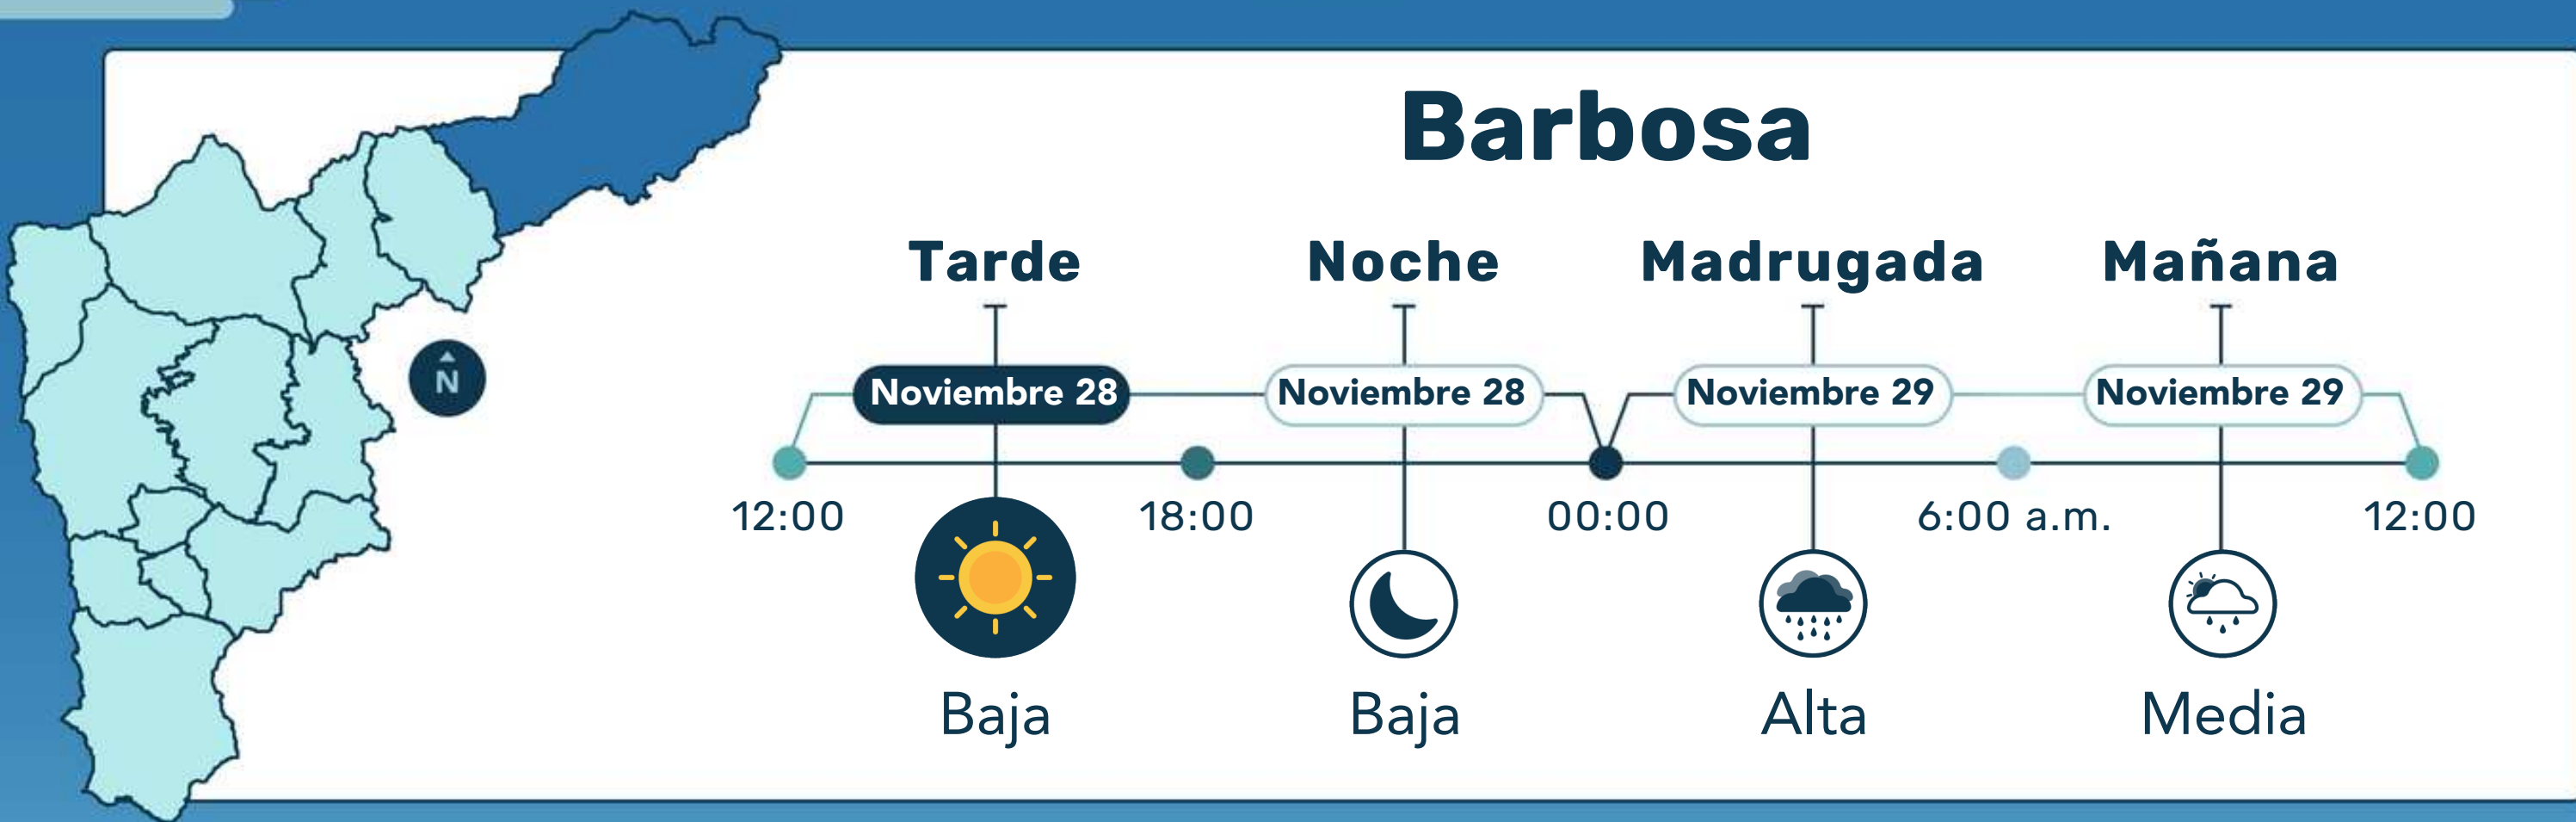 Barbosa
Tarde Noche Madrugada Mañana
Noviembre 28 Noviembre 28 Noviembre 29 Noviembre 29
N
12:00 18:00 00:00 6:00 a.m. 12:00
Baja Baja Alta Media